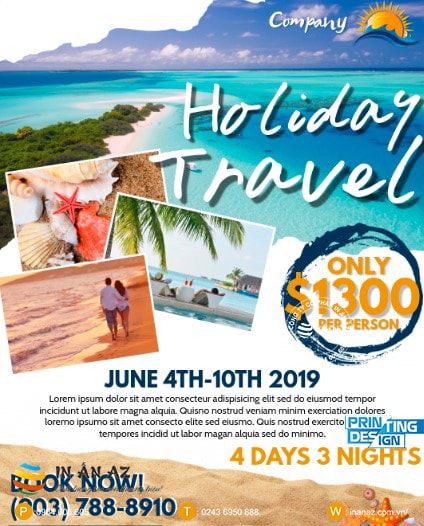 Company
Holiday
Travel
ONLY
$1300
PER PERSON
JUNE 4TH-10TH 2019
Lorem ipsum dolor sit amet consecteur adipisicing elit sed do eiusmod tempor
incididunt ut labore magna alquia. Quisno nostrud veniam minim exerciation dolores
loremo ipsumo sit amet consecto elite sed eiusmo. Quis nostrud exercito
tempores incidid ut labor magan alquia sed do minimo.
PRINTING
DESIGN
4 DAYS 3 NIGHTS
IN ẤN AZ
BOOK NOW!
(023) 788-8910
P
T : 0243 6950 888
W : inanaz.com.vn/